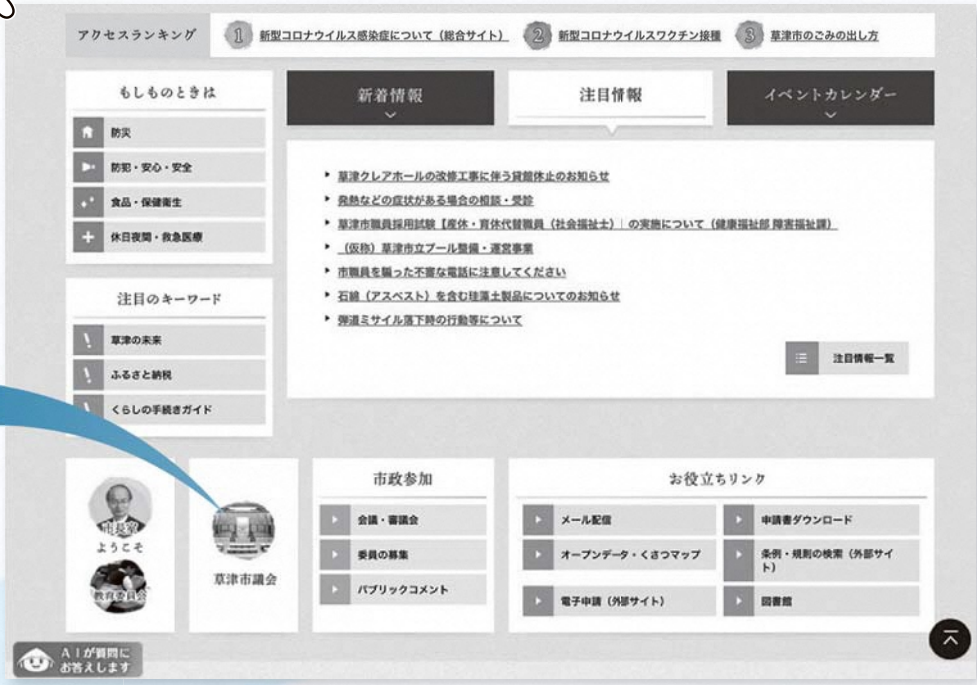 アクセスランキング
1 新型コロナウイルス感染症について（総合サイト）
2 新型コロナウイルスワクチン接種
3 草津市のごみの出し方
もしものときは
防災
防犯・安心・安全
食品・保健衛生
休日夜間・救急医療
注目のキーワード
草津の未来
ふるさと納税
くらしの手続きガイド
新着情報
注目情報
イベントカレンダー
草津クレアホールの改修工事に伴う貸館休止のお知らせ
発熱などの症状がある場合の相談・受診
草津市職員採用試験【産休・育休代替職員（社会福祉士）】の実施について（健康福祉部 障害福祉課）
（仮称）草津市立プール整備・運営事業
市職員を騙った不審な電話に注意してください
石綿（アスベスト）を含む珪藻土製品についてのお知らせ
弾道ミサイル落下時の行動等について
注目情報一覧
市長室
ようこそ
教育委員会
草津市議会
市政参加
会議・審議会
委員の募集
パブリックコメント
お役立ちリンク
メール配信
申請書ダウンロード
オープンデータ・くさつマップ
条例・規則の検索（外部サイ
ト）
電子申請（外部サイト）
図書館
AIが質問に
お答えします